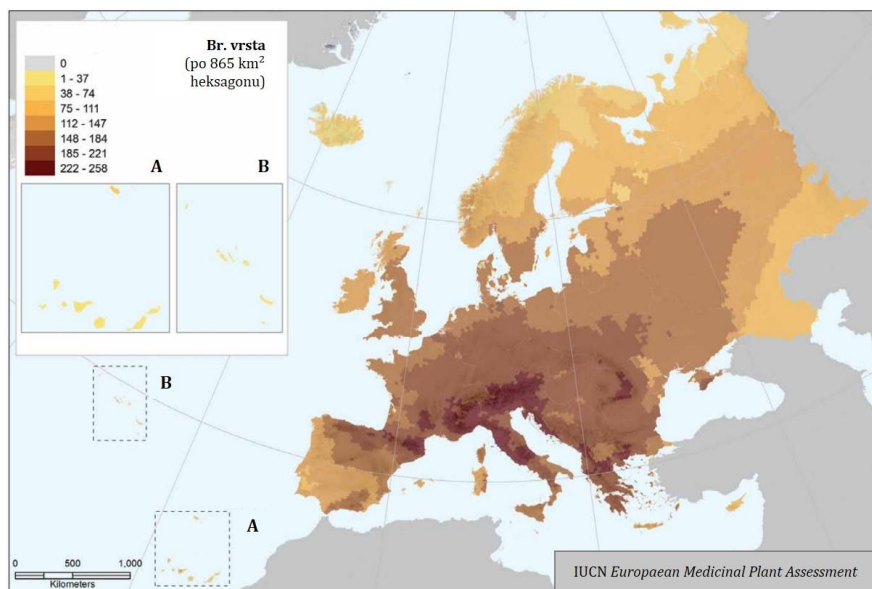 Br. vrsta
(po 865 km²
heksagonu)
0
1 - 37
38 - 74
75 - 111
112 - 147
148 - 184
185 - 221
222 - 258
A
B
B
A
0 500 1,000
Kilometers
IUCN Europaean Medicinal Plant Assessment